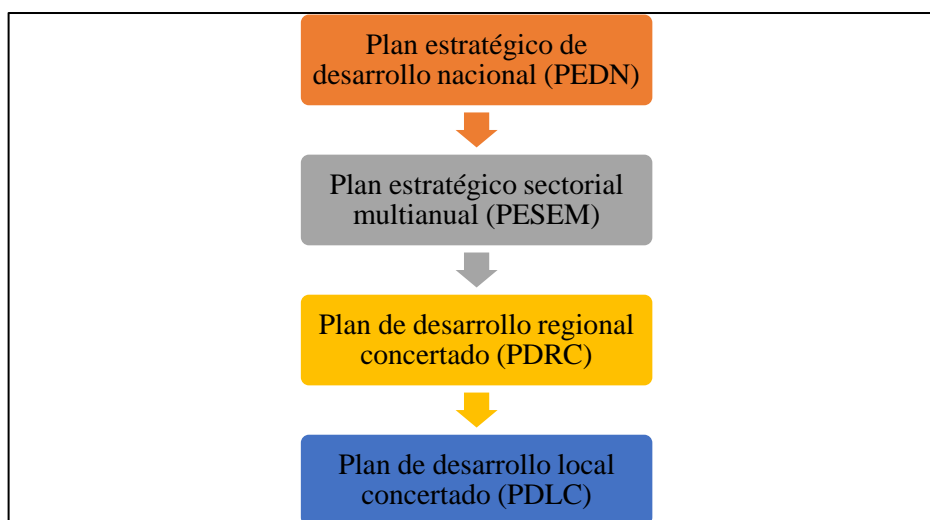 Plan estratégico de
desarrollo nacional (PEDN)
Plan estratégico sectorial
multianual (PESEM)
Plan de desarrollo regional
concertado (PDRC)
Plan de desarrollo local
concertado (PDLC)